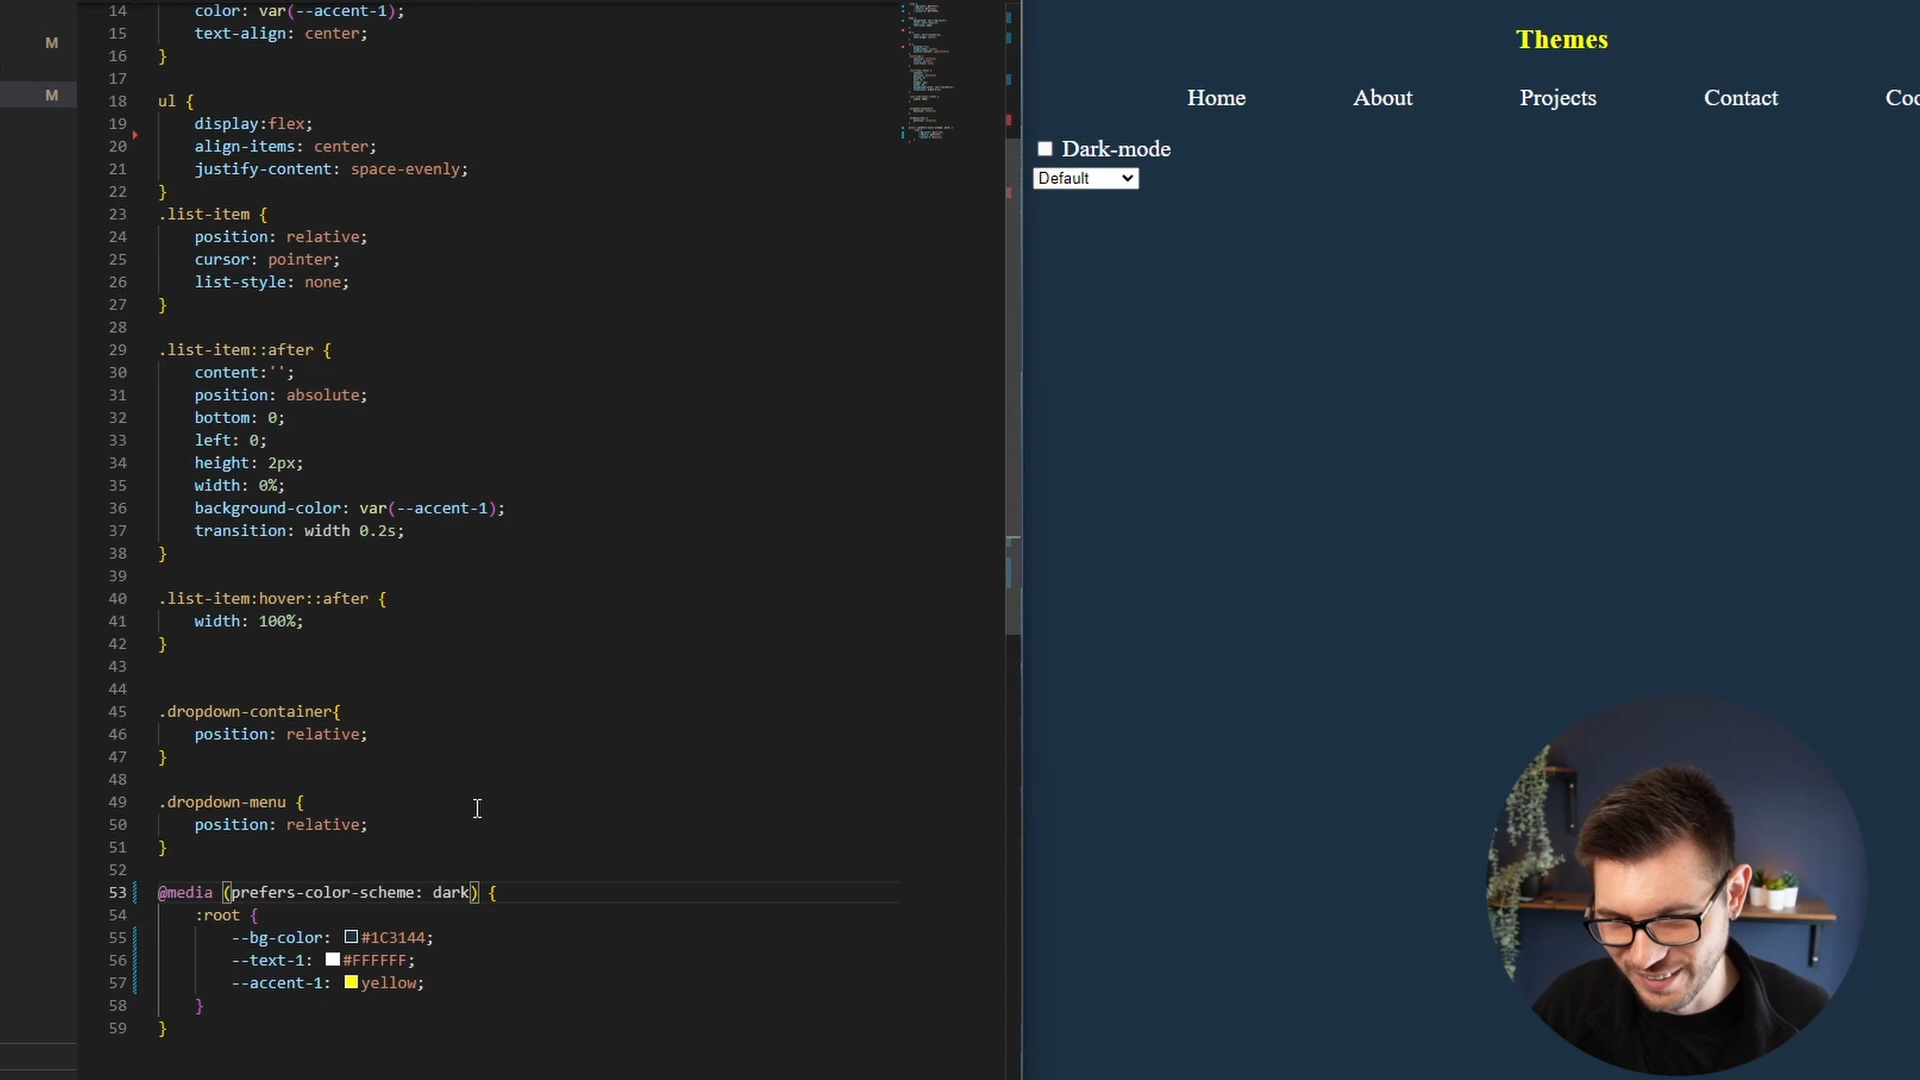 M
M
14 color: var(--accent-1);
15 text-align: center;
16 }
17
18 ul {
19 display:flex;
20 align-items: center;
21 justify-content: space-evenly;
22 }
23 .list-item {
24 position: relative;
25 cursor: pointer;
26 list-style: none;
27 }
28
29 .list-item::after {
30 content:'';
31 position: absolute;
32 bottom: 0;
33 left: 0;
34 height: 2px;
35 width: 0%;
36 background-color: var(--accent-1);
37 transition: width 0.2s;
38 }
39
40 .list-item:hover::after {
41 width: 100%;
42 }
43
44
45 .dropdown-container{
46 position: relative;
47 }
48
49 .dropdown-menu {
50 position: relative;
51 }
52
53 @media (prefers-color-scheme: dark) {
54 :root {
55 --bg-color: #1C3144;
56 --text-1: #FFFFFF;
57 --accent-1: yellow;
58 }
59 }
Themes
Home About Projects Contact Coo
Dark-mode
Default